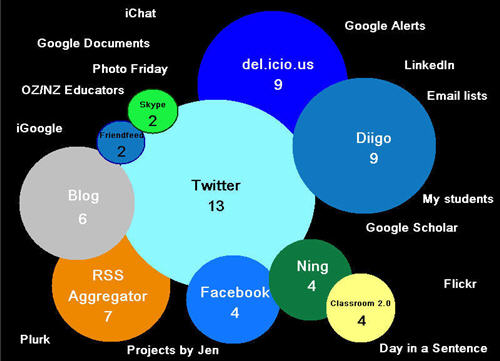 iChat
Google Alerts
Google Documents
del.icio.us
9
LinkedIn
Photo Friday
OZ/NZ Educators
Email lists
Skype
2
iGoogle
Friendfeed
2
Diigo
9
Twitter
13
Blog
6
My students
Google Scholar
RSS
Aggregator
7
Facebook
4
Ning
4
Flickr
Classroom 2.0
4
Plurk
Projects by Jen
Day in a Sentence